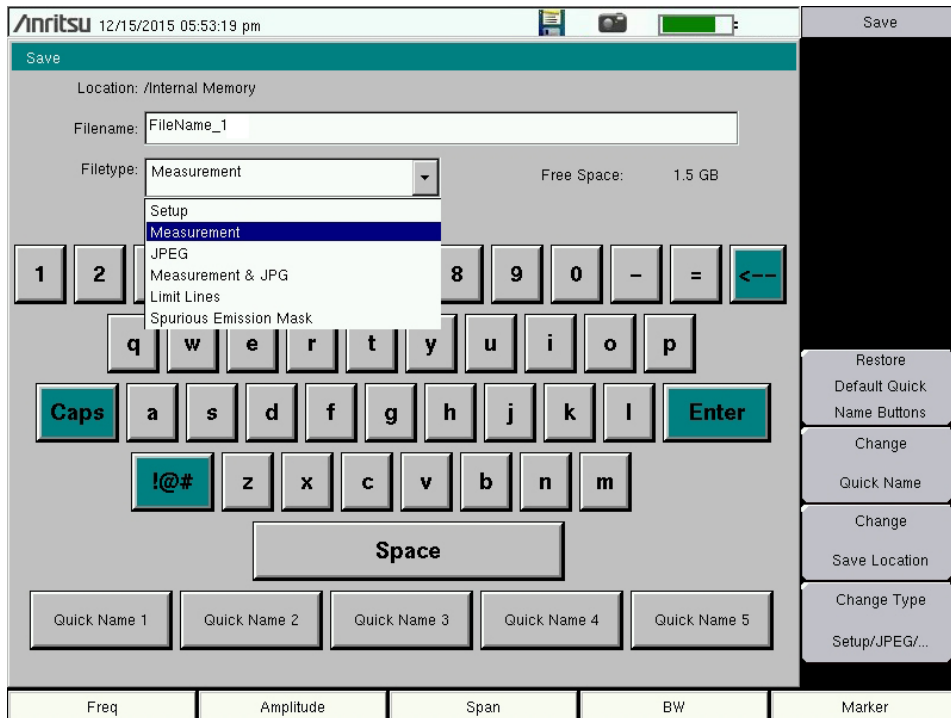 Anritsu 12/15/2015 05:53:19 pm
Save
Save
Location: /Internal Memory
Filename: FileName_1
Filetype: Measurement
Free Space: 1.5 GB
Setup
Measurement
JPEG
Measurement & JPG
Limit Lines
Spurious Emission Mask
1 2 8 9 0 - = <--
q w e r t y u i o p
Caps a s d f g h j k l Enter
!@# z x c v b n m
Space
Quick Name 1 Quick Name 2 Quick Name 3 Quick Name 4 Quick Name 5
Restore
Default Quick
Name Buttons
Change
Quick Name
Change
Save Location
Change Type
Setup/JPEG/...
Freq Amplitude Span BW Marker